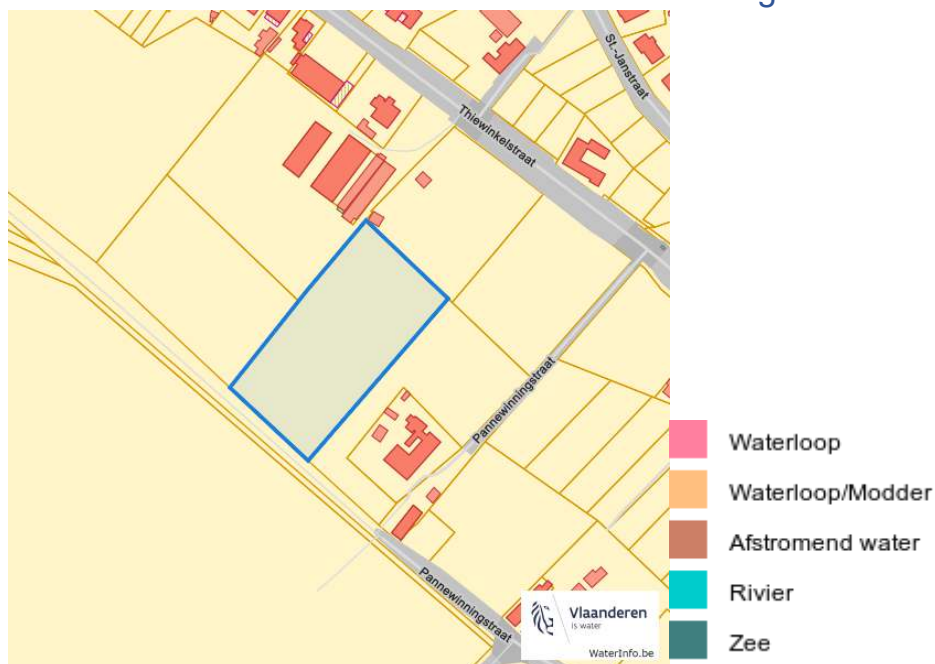 St.-Janstraat
Thiewinkelstraat
Pannewinningstraat
Pannewinningstraat
Vlaanderen
is water
WaterInfo.be
Waterloop
Waterloop/Modder
Afstromend water
Rivier
Zee